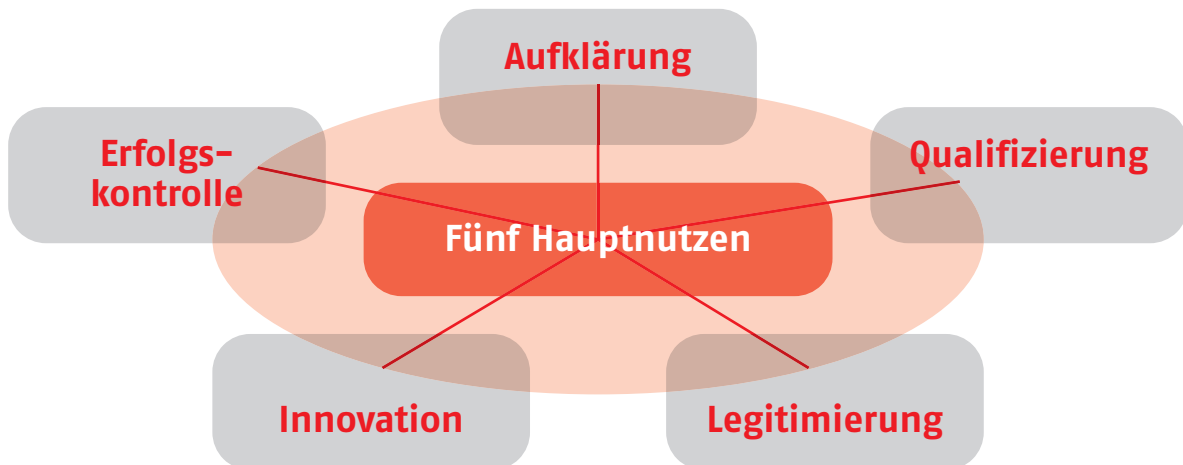 Aufklärung
Erfolgs-
kontrolle
Qualifizierung
Fünf Hauptnutzen
Innovation
Legitimierung